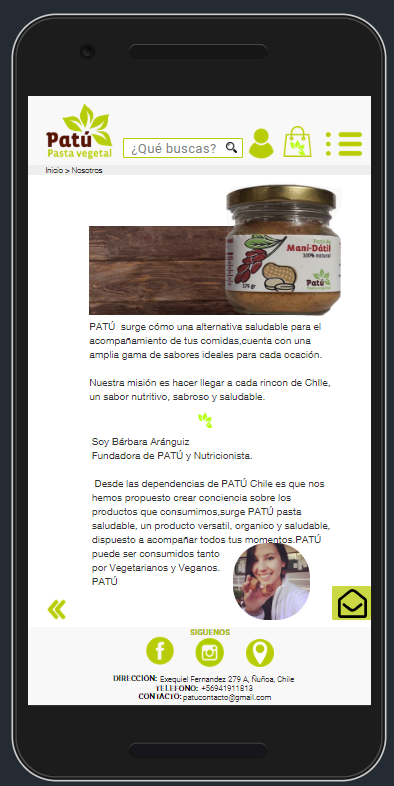 Patú
Pasta vegetal
¿Qué buscas?
Inicio > Nosotros
Pasta de
Maní-Dátil
100% natural
Patú
175 gr
PATÚ surge cómo una alternativa saludable para el
acompañamiento de tus comidas,cuenta con una
amplia gama de sabores ideales para cada ocación.
Nuestra misión es hacer llegar a cada rincon de Chlle,
un sabor nutritivo, sabroso y saludable.
Soy Bárbara Aránguiz
Fundadora de PATÚ y Nutricionista.
Desde las dependencias de PATÚ Chile es que nos
hemos propuesto crear conciencia sobre los
productos que consumimos,surge PATÚ pasta
saludable, un producto versatil, organico y saludable,
dispuesto a acompañar todos tus momentos.PATÚ
puede ser consumidos tanto
por Vegetarianos y Veganos.
PATÚ
SIGUENOS
DIRECCIÓN: Exequiel Fernandez 279 A, Ñuñoa, Chile
TELÉFONO: +56941911813
CONTACTO: patucontacto@gmail.com